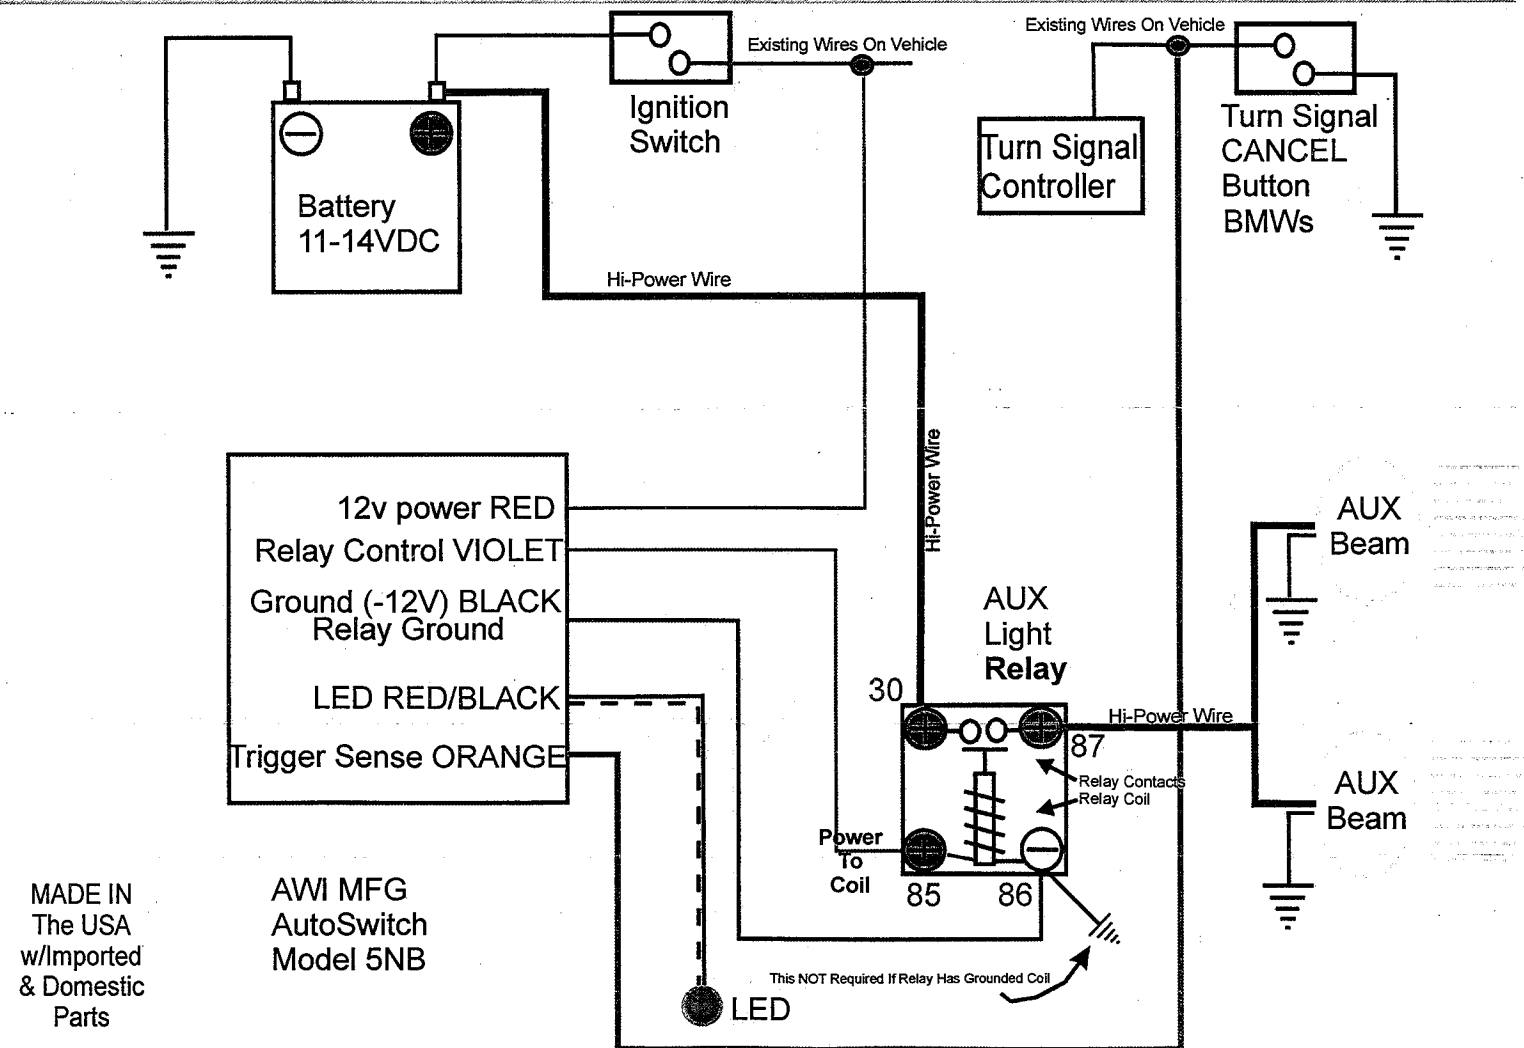 Existing Wires On Vehicle
Existing Wires On Vehicle
Ignition
Switch
Turn Signal
CANCEL
Button
BMWs
Turn Signal
Controller
Battery
11-14VDC
Hi-Power Wire
Hi-Power Wire
12v power RED
Relay Control VIOLET
Ground (-12V) BLACK
Relay Ground
LED RED/BLACK
Trigger Sense ORANGE
AUX
Beam
AUX
Light
Relay
30
87
Hi-Power Wire
Relay Contacts
Relay Coil
AUX
Beam
Power
To
Coil
85
86
MADE IN
The USA
w/Imported
& Domestic
Parts
AWI MFG
AutoSwitch
Model 5NB
This NOT Required If Relay Has Grounded Coil
LED